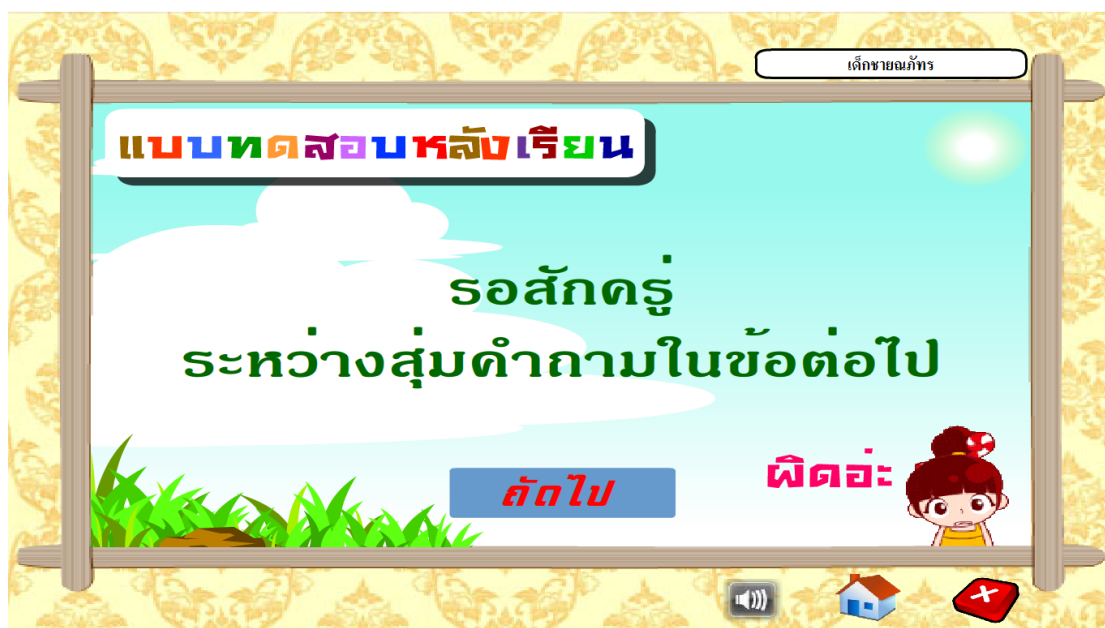 เด็กชายณภัทร
แบบทดสอบหลังเรียน
รอสักครู่
ระหว่างสุ่มคำถามในข้อต่อไป
ผิดอ่ะ
ถัดไป